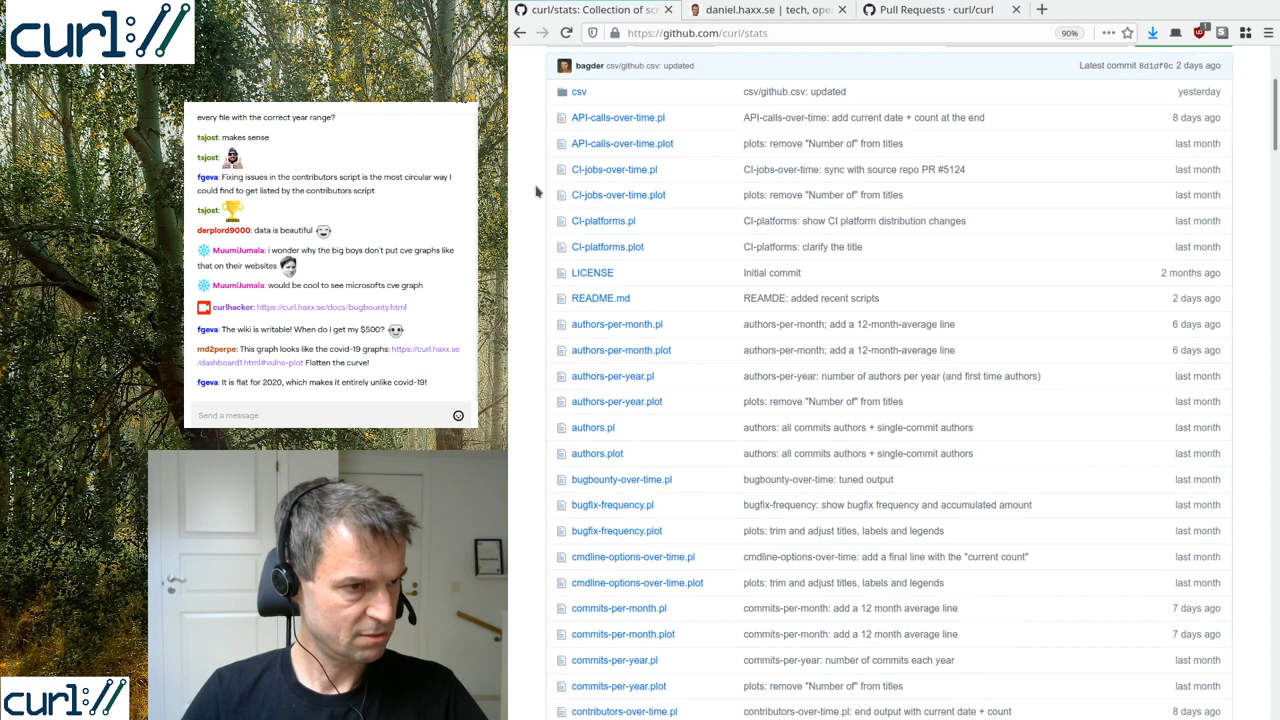 curl://
every file with the correct year range?
tsjost: makes sense
tsjost:
fgeva: Fixing issues in the contributors script is the most circular way I
could find to get listed by the contributors script
tsjost:
derplord9000: data is beautiful
MuumiJumala: i wonder why the big boys don't put cve graphs like
that on their websites
MuumiJumala: would be cool to see microsofts cve graph
curlhacker: https://curl.haxx.se/docs/bugbounty.html
fgeva: The wiki is writable! When do I get my $500?
md2perpe: This graph looks like the covid-19 graphs: https://curl.haxx.se
/dashboard1.html#vulns-plot Flatten the curve!
fgeva: It is flat for 2020, which makes it entirely unlike covid-19!
Send a message
curl://
curl/stats: Collection of sc
daniel.haxx.se | tech, ope
Pull Requests · curl/curl
https://github.com/curl/stats
90%
1
bagder csv/github.csv: updated Latest commit 8d1df0c 2 days ago
csv csv/github.csv: updated yesterday
API-calls-over-time.pl API-calls-over-time: add current date + count at the end 8 days ago
API-calls-over-time.plot plots: remove "Number of" from titles last month
CI-jobs-over-time.pl CI-jobs-over-time: sync with source repo PR #5124 last month
CI-jobs-over-time.plot plots: remove "Number of" from titles last month
CI-platforms.pl CI-platforms: show CI platform distribution changes last month
CI-platforms.plot CI-platforms: clarify the title last month
LICENSE Initial commit 2 months ago
README.md REAMDE: added recent scripts 2 days ago
authors-per-month.pl authors-per-month; add a 12-month-average line 6 days ago
authors-per-month.plot authors-per-month; add a 12-month-average line 6 days ago
authors-per-year.pl authors-per-year: number of authors per year (and first time authors) last month
authors-per-year.plot plots: remove "Number of" from titles last month
authors.pl authors: all commits authors + single-commit authors last month
authors.plot authors: all commits authors + single-commit authors last month
bugbounty-over-time.pl bugbounty-over-time: tuned output last month
bugfix-frequency.pl bugfix-frequency: show bugfix frequency and accumulated amount last month
bugfix-frequency.plot plots: trim and adjust titles, labels and legends last month
cmdline-options-over-time.pl cmdline-options-over-time: add a final line with the "current count" last month
cmdline-options-over-time.plot plots: trim and adjust titles, labels and legends last month
commits-per-month.pl commits-per-month: add a 12 month average line 7 days ago
commits-per-month.plot commits-per-month: add a 12 month average line 7 days ago
commits-per-year.pl commits-per-year: number of commits each year last month
commits-per-year.plot plots: remove "Number of" from titles last month
contributors-over-time.pl contributors-over-time.pl: end output with current date + count 8 days ago